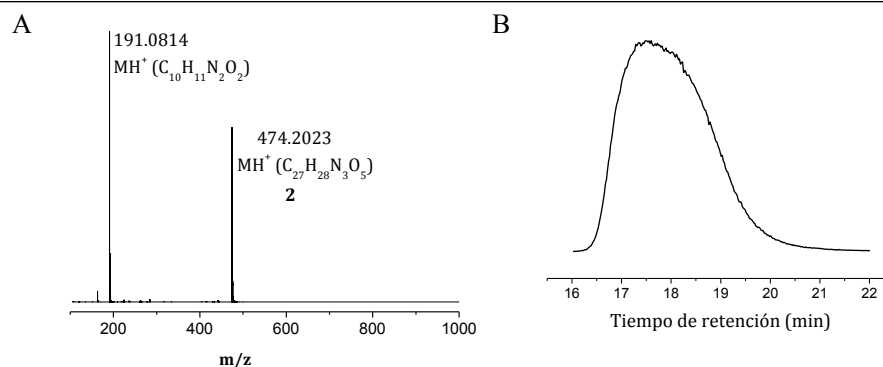 A
191.0814
MH⁺ (C₁₀H₁₁N₂O₂)
474.2023
MH⁺ (C₂₇H₂₈N₃O₅)
2
200 400 600 800 1000
m/z
B
16 17 18 19 20 21 22
Tiempo de retención (min)